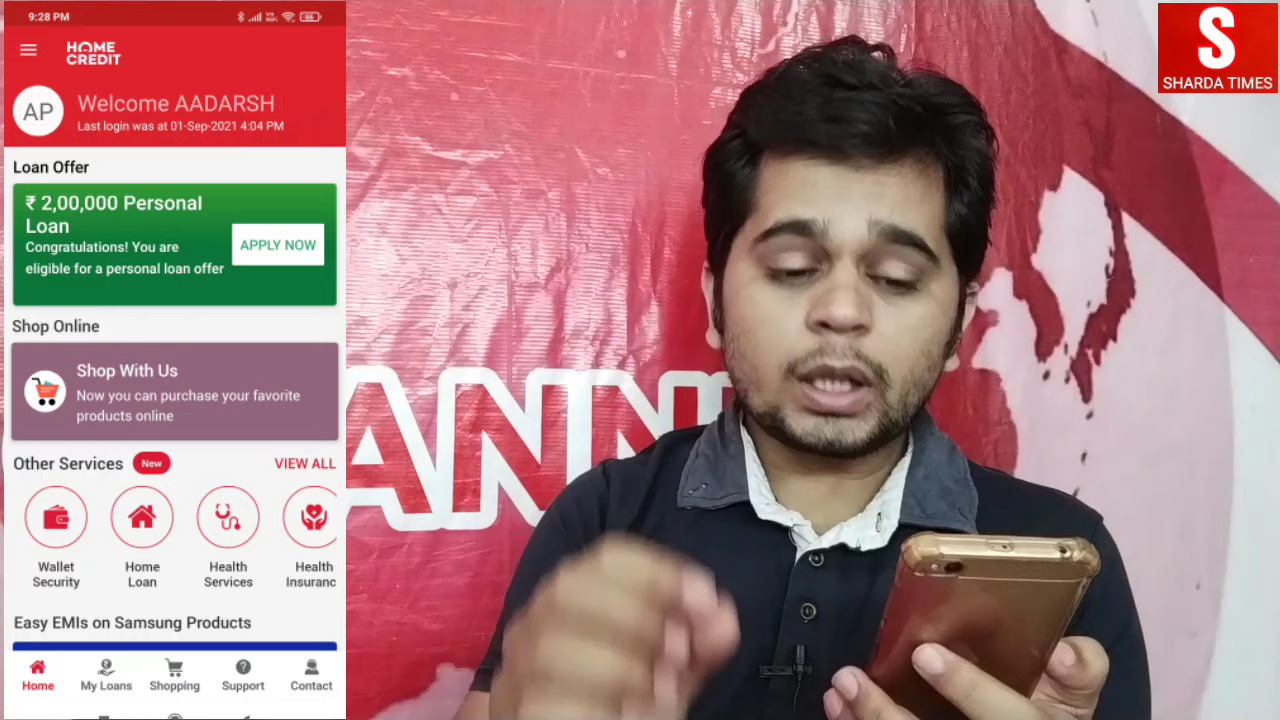 9:28 PM
HOME
CREDIT
AP
Welcome AADARSH
Last login was at 01-Sep-2021 4:04 PM
Loan Offer
₹ 2,00,000 Personal
Loan
Congratulations! You are
eligible for a personal loan offer
APPLY NOW
Shop Online
Shop With Us
Now you can purchase your favorite
products online
Other Services
New
VIEW ALL
Wallet
Security
Home
Loan
Health
Services
Health
Insuranc
Easy EMIs on Samsung Products
Home
My Loans
Shopping
Support
Contact
ANN
S
SHARDA TIMES